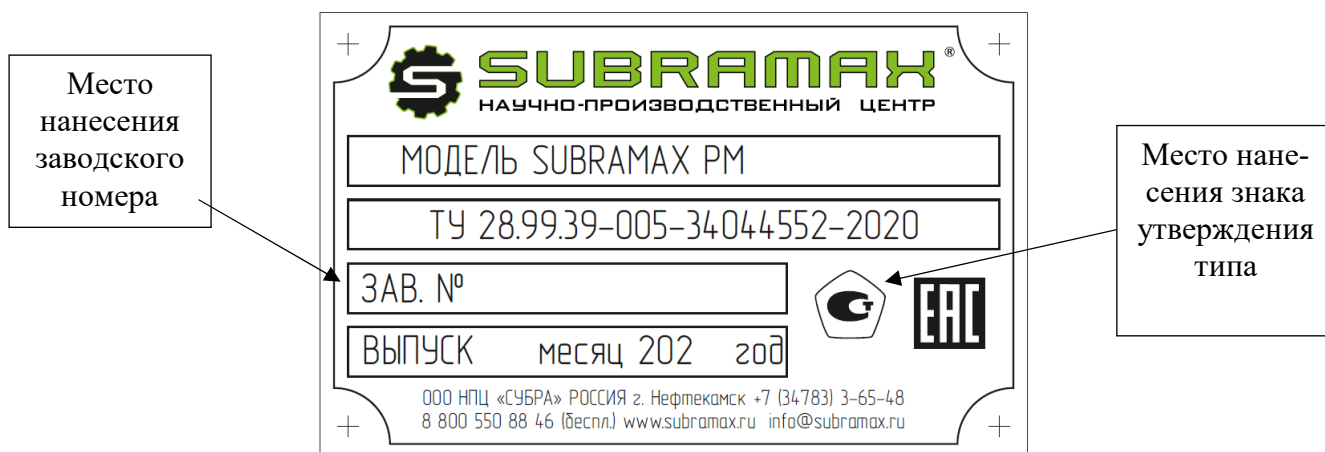 Место
нанесения
заводского
номера
SUBRAMAX®
НАУЧНО-ПРОИЗВОДСТВЕННЫЙ ЦЕНТР
МОДЕЛЬ SUBRAMAX РМ
ТУ 28.99.39-005-34044552-2020
ЗАВ. №
ВЫПУСК месяц 202 год
ЕАС
ООО НПЦ «СУБРА» РОССИЯ г. Нефтекамск +7 (34783) 3-65-48
8 800 550 88 46 (беспл.) www.subramax.ru info@subramax.ru
Место нане-
сения знака
утверждения
типа